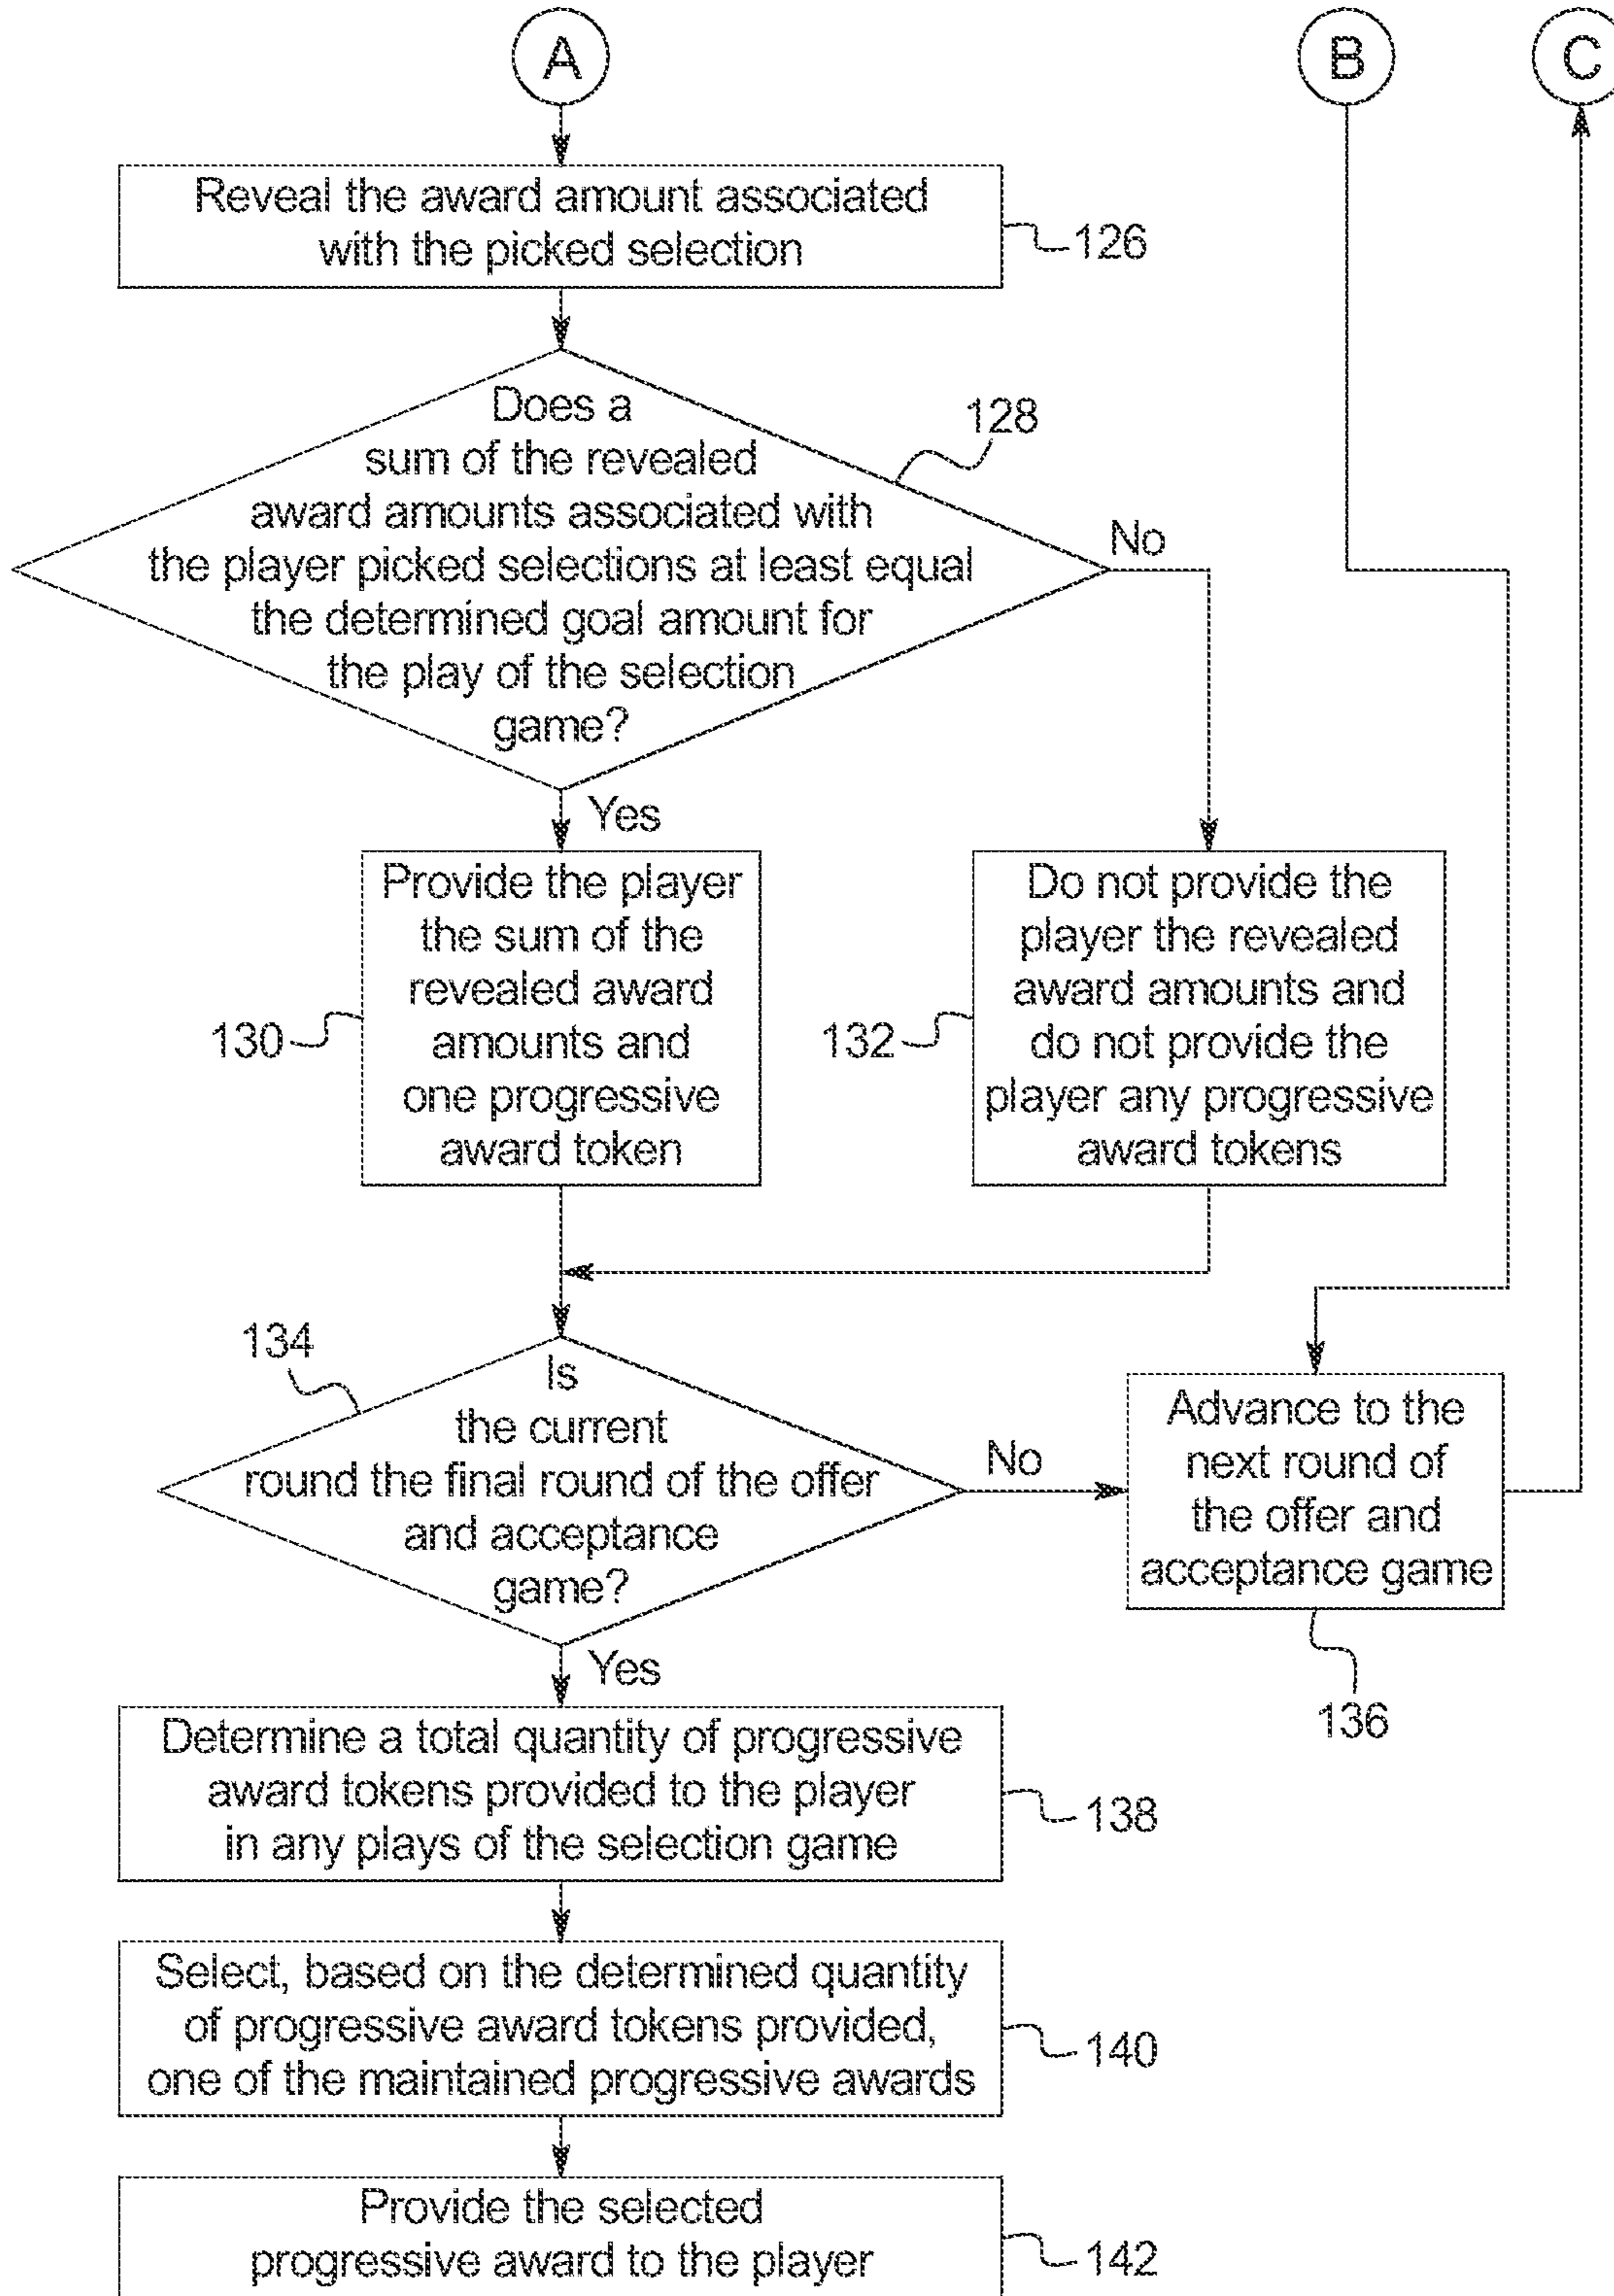 A
B
C
Reveal the award amount associated
with the picked selection
126
Does a
sum of the revealed
award amounts associated with
the player picked selections at least equal
the determined goal amount for
the play of the selection
game?
128
No
Yes
Provide the player
the sum of the
revealed award
amounts and
one progressive
award token
130
Do not provide the
player the revealed
award amounts and
do not provide the
player any progressive
award tokens
132
134
Is
the current
round the final round of the offer
and acceptance
game?
No
Advance to the
next round of
the offer and
acceptance game
136
Yes
Determine a total quantity of progressive
award tokens provided to the player
in any plays of the selection game
138
Select, based on the determined quantity
of progressive award tokens provided,
one of the maintained progressive awards
140
Provide the selected
progressive award to the player
142